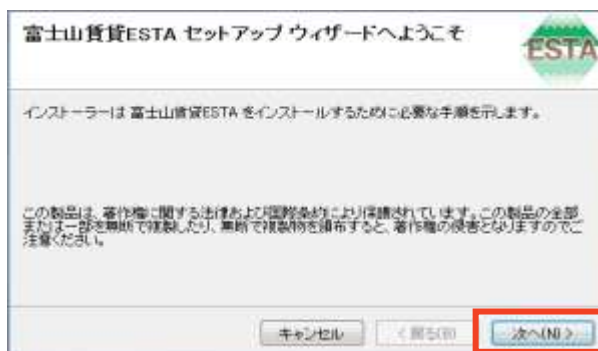 富士山賃貸ESTA セットアップ ウィザードへようこそ
ESTA
インストーラーは 富士山賃貸ESTA をインストールするために必要な手順を示します。
この製品は、著作権に関する法律および国際条約により保護されています。この製品の全部
または一部を無断で複製したり、無断で複製物を頒布すると、著作権の侵害となりますのでご
注意ください。
キャンセル
< 戻る(B)
次へ(N) >